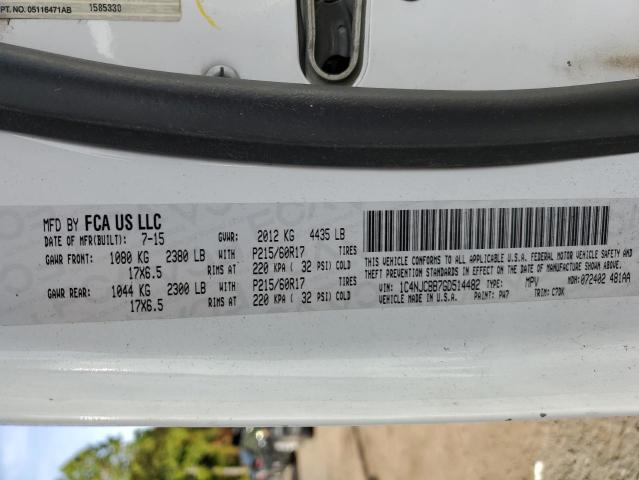 PT. NO. 05116471AB 1585330
MFD BY FCA US LLC
DATE OF MFR(BUILT): 7-15 GVWR: 2012 KG 4435 LB
GAWR FRONT: 1080 KG 2380 LB WITH P215/60R17 TIRES
17X6.5 RIMS AT 220 KPA ( 32 PSI) COLD
GAWR REAR: 1044 KG 2300 LB WITH P215/60R17 TIRES
17X6.5 RIMS AT 220 KPA ( 32 PSI) COLD
THIS VEHICLE CONFORMS TO ALL APPLICABLE U.S.A. FEDERAL MOTOR VEHICLE SAFETY AND
THEFT PREVENTION STANDARDS IN EFFECT ON THE DATE OF MANUFACTURE SHOWN ABOVE.
VEHICLE MADE IN U.S.A.
VIN: 1C4NJCBB7GD514482 TYPE: MPV MDH: 072402 481AA
PAINT: PW7 TRIM: C7DX